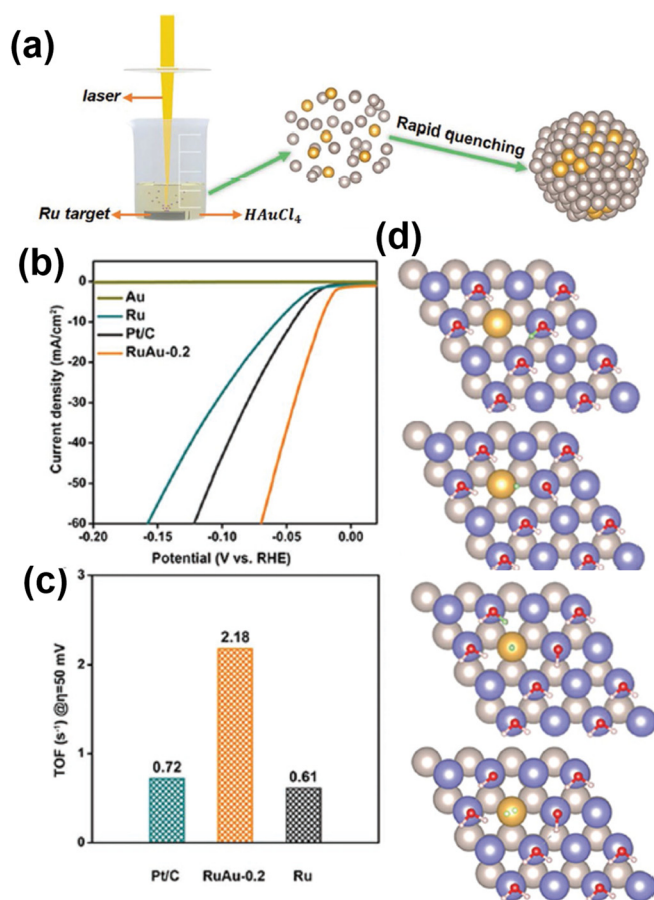 (a)
laser
Ru target
HAuCl₄
Rapid quenching
(b)
Au
Ru
Pt/C
RuAu-0.2
0
-10
-20
-30
-40
-50
-60
Current density (mA/cm²)
-0.20 -0.15 -0.10 -0.05 0.00
Potential (V vs. RHE)
(c)
3
2
1
0
TOF (s⁻¹) @η=50 mV
0.72
2.18
0.61
Pt/C RuAu-0.2 Ru
(d)